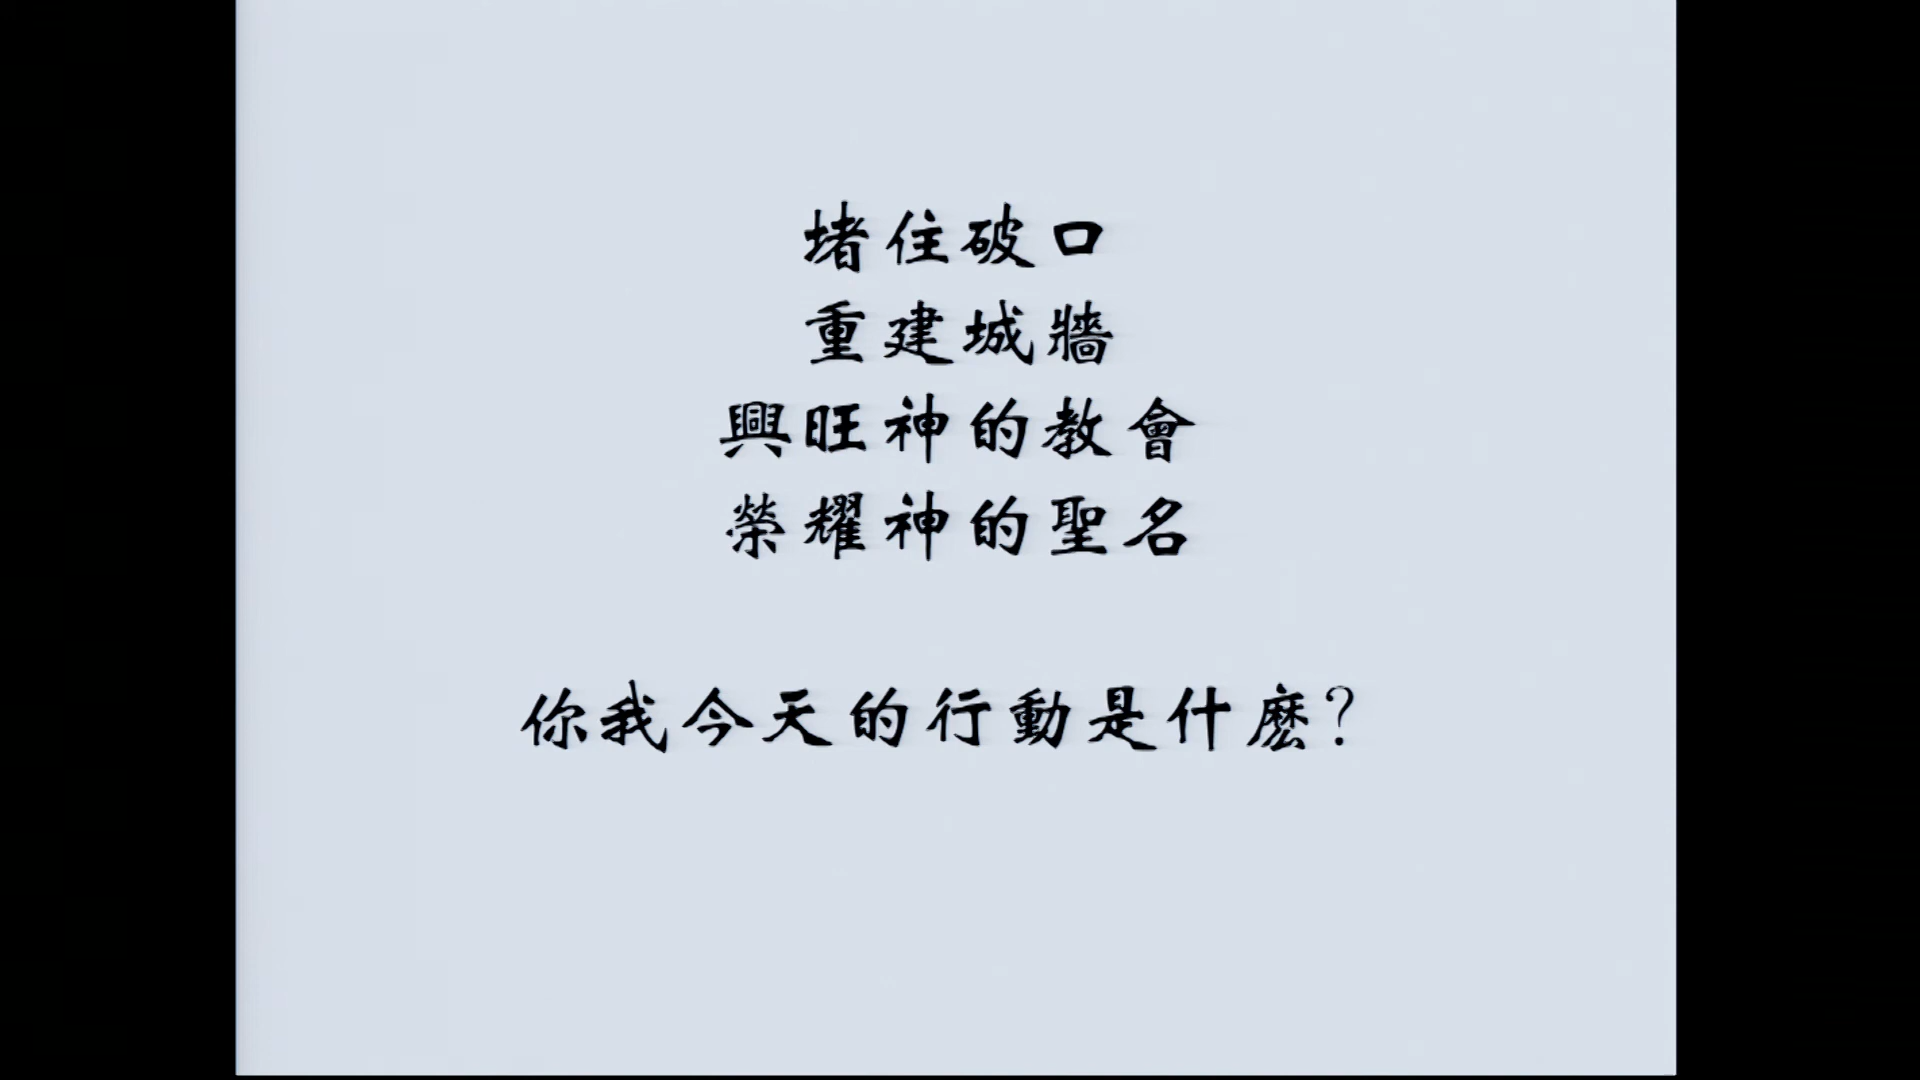 堵住破口
重建城牆
興旺神的教會
榮耀神的聖名
你我今天的行動是什麽?